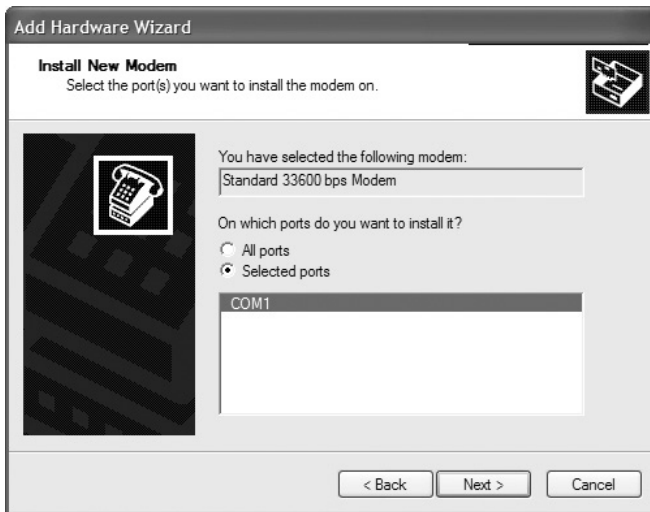 Add Hardware Wizard
Install New Modem
Select the port(s) you want to install the modem on.
You have selected the following modem:
Standard 33600 bps Modem
On which ports do you want to install it?
All ports
Selected ports
COM1
< Back
Next >
Cancel